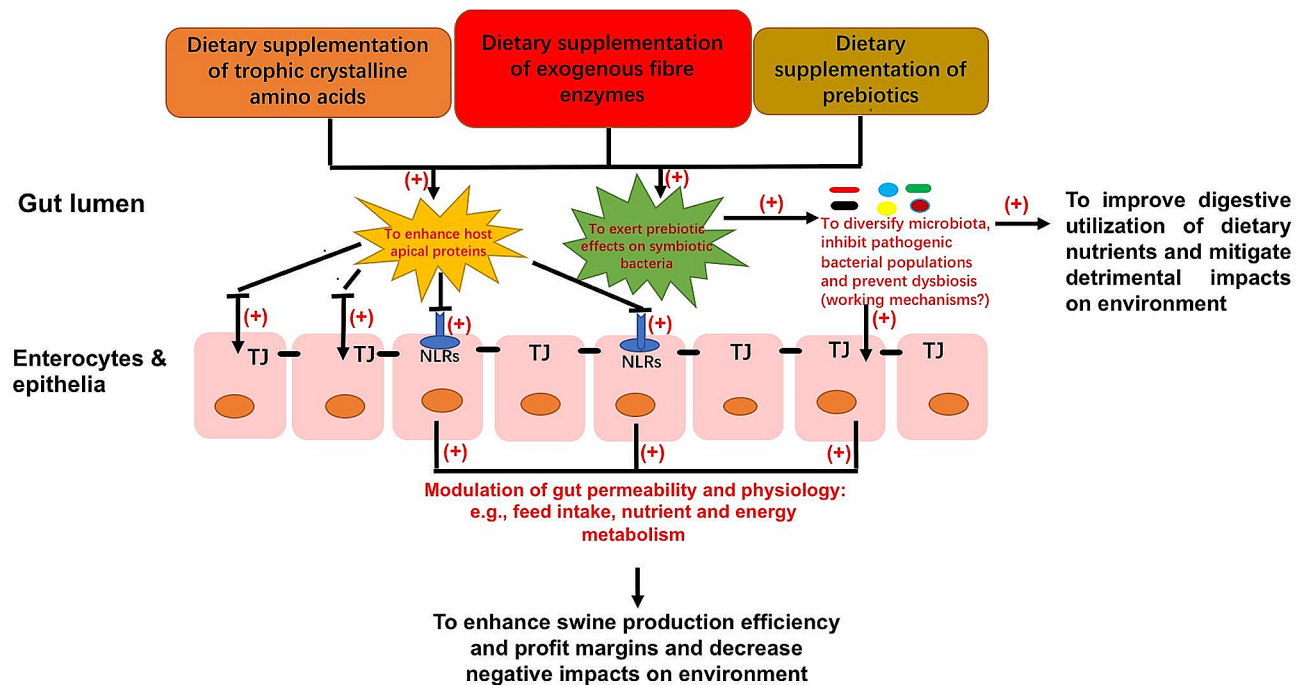 Dietary supplementation
of trophic crystalline
amino acids
Dietary supplementation
of exogenous fibre
enzymes
Dietary
supplementation of
prebiotics
(+)
(+)
Gut lumen
To enhance host
apical proteins
To exert prebiotic
effects on symbiotic
bacteria
(+)
To diversify microbiota,
inhibit pathogenic
bacterial populations
and prevent dysbiosis
(working mechanisms?)
(+)
To improve digestive
utilization of dietary
nutrients and mitigate
detrimental impacts
on environment
(+)
(+)
(+)
(+)
(+)
Enterocytes &
epithelia
TJ
TJ
NLRs
TJ
NLRs
TJ
TJ
TJ
(+)
(+)
(+)
Modulation of gut permeability and physiology:
e.g., feed intake, nutrient and energy
metabolism
To enhance swine production efficiency
and profit margins and decrease
negative impacts on environment